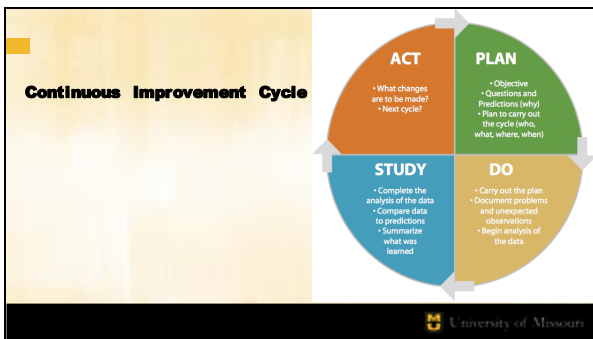 Continuous Improvement Cycle
ACT
• What changes
are to be made?
• Next cycle?
PLAN
• Objective
• Questions and
Predictions (why)
• Plan to carry out
the cycle (who,
what, where, when)
STUDY
• Complete the
analysis of the data
• Compare data
to predictions
• Summarize
what was
learned
DO
• Carry out the plan
• Document problems
and unexpected
observations
• Begin analysis of
the data
University of Missouri